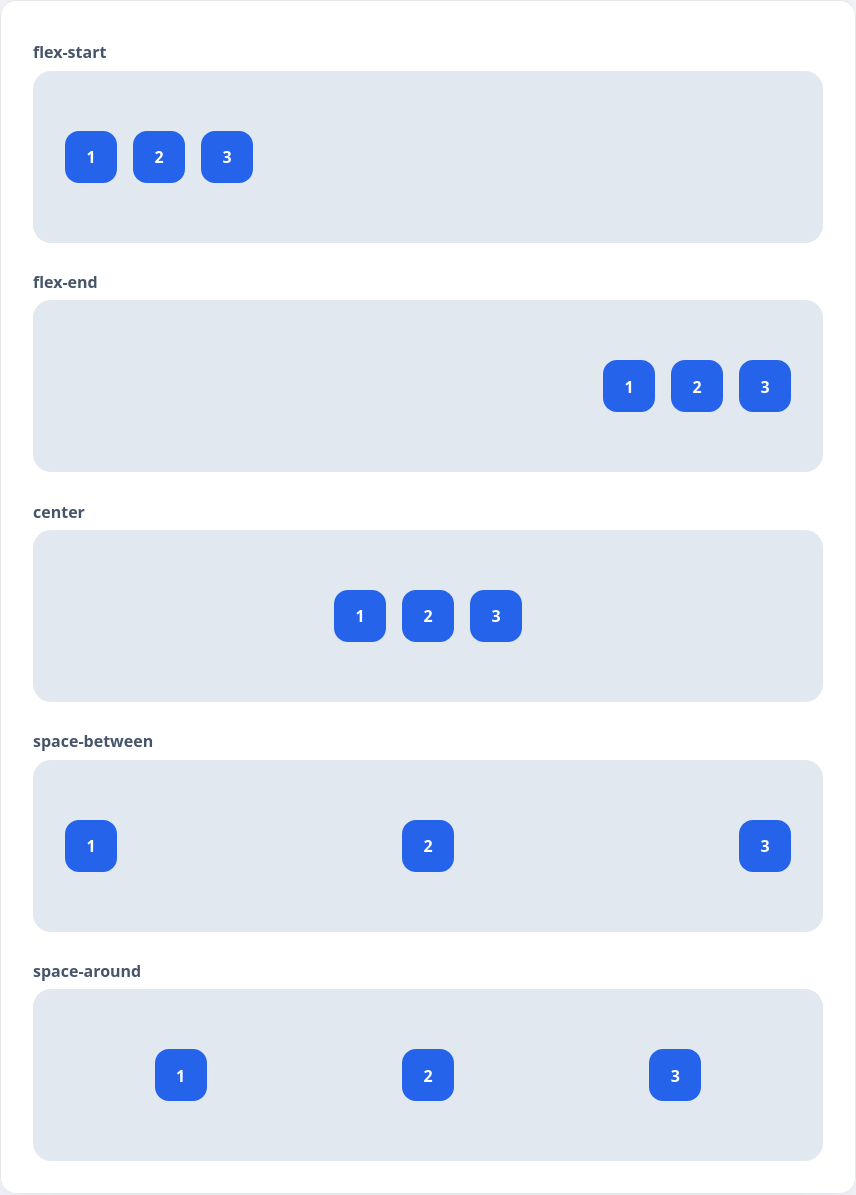 flex-start
1 2 3
flex-end
1 2 3
center
1 2 3
space-between
1 2 3
space-around
1 2 3